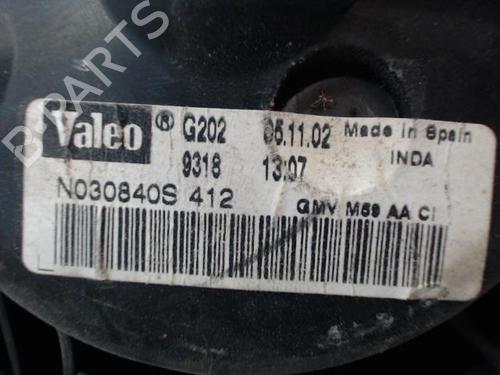 B-PARTS
Valeo ® G202 05.11.02 Made in Spain
9318 13:07 INDA
N030840S 412
GMV M59 AA CI